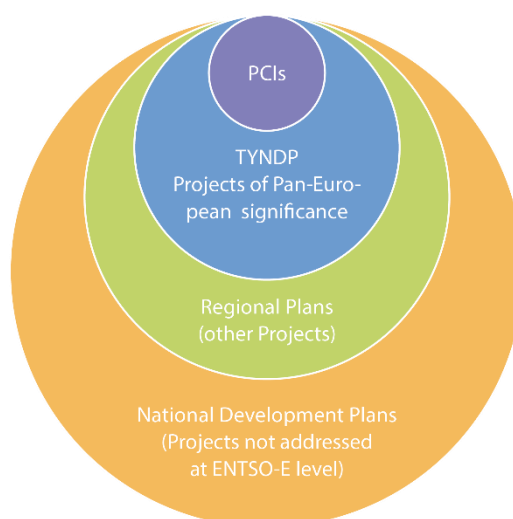 PCIs
TYNDP
Projects of Pan-Euro-
pean significance
Regional Plans
(other Projects)
National Development Plans
(Projects not addressed
at ENTSO-E level)